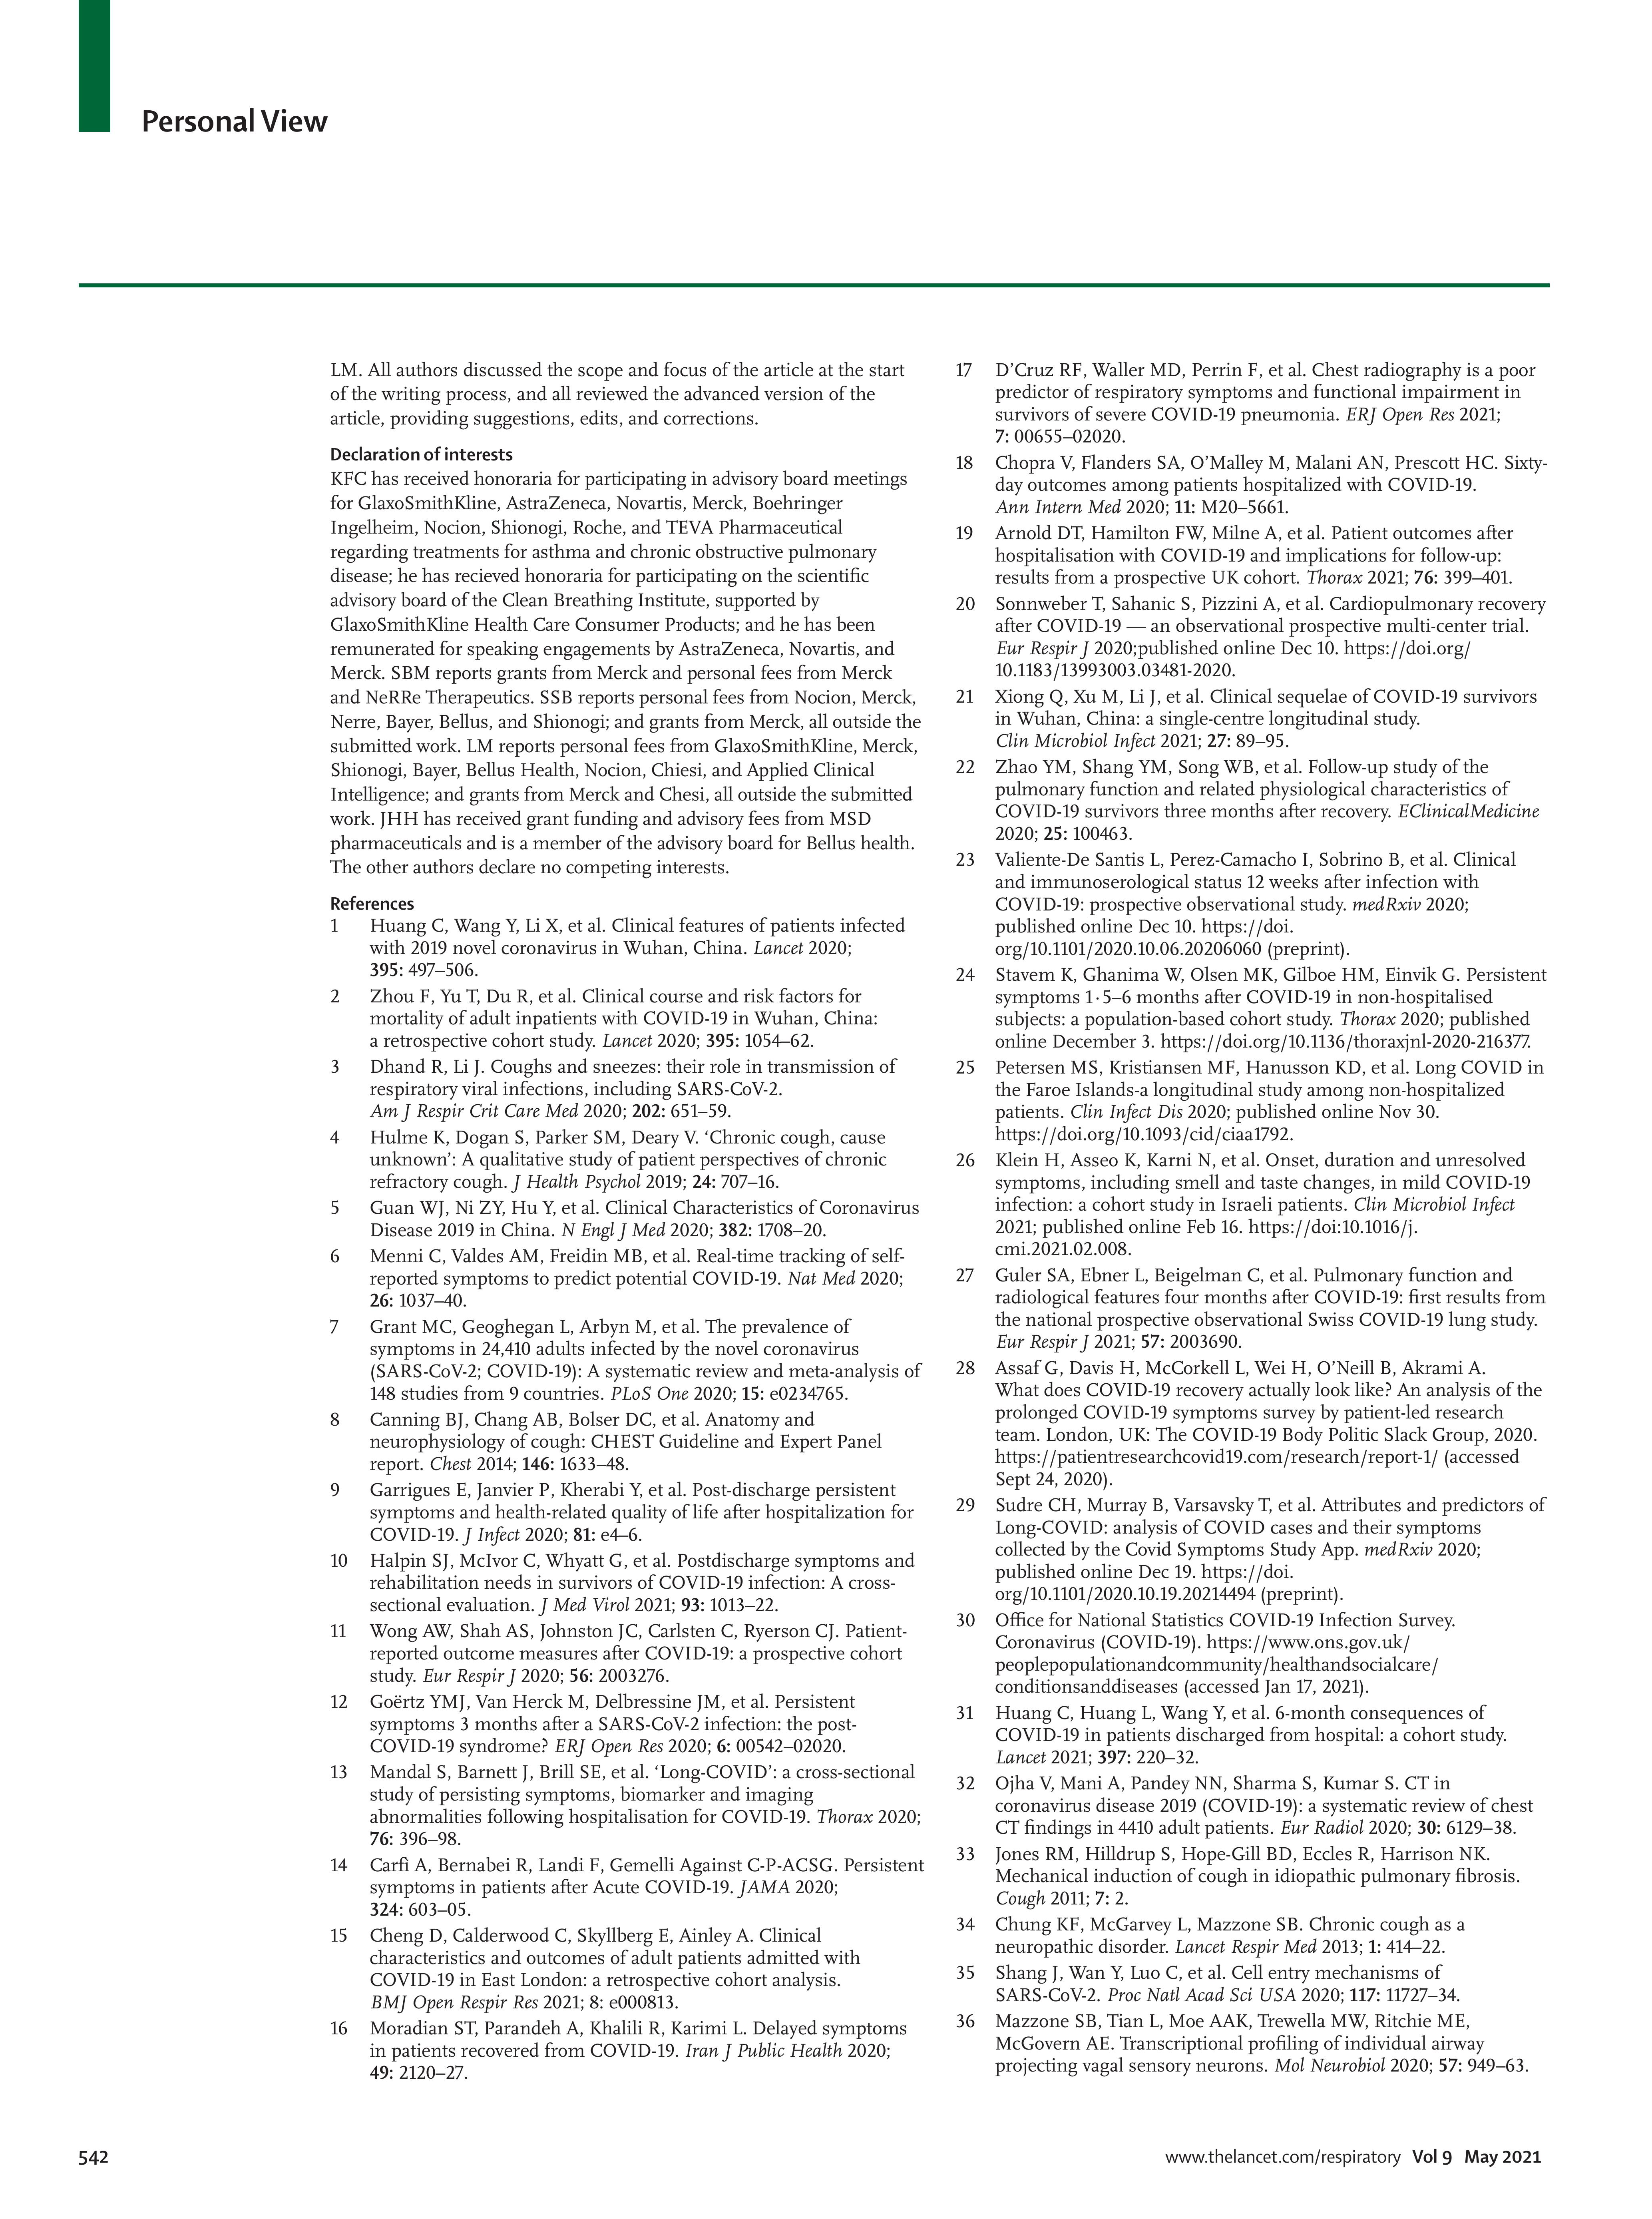 Personal View
LM. All authors discussed the scope and focus of the article at the start
of the writing process, and all reviewed the advanced version of the
article, providing suggestions, edits, and corrections.
Declaration of interests
KFC has received honoraria for participating in advisory board meetings
for GlaxoSmithKline, AstraZeneca, Novartis, Merck, Boehringer
Ingelheim, Nocion, Shionogi, Roche, and TEVA Pharmaceutical
regarding treatments for asthma and chronic obstructive pulmonary
disease; he has recieved honoraria for participating on the scientific
advisory board of the Clean Breathing Institute, supported by
GlaxoSmithKline Health Care Consumer Products; and he has been
remunerated for speaking engagements by AstraZeneca, Novartis, and
Merck. SBM reports grants from Merck and personal fees from Merck
and NeRRe Therapeutics. SSB reports personal fees from Nocion, Merck,
Nerre, Bayer, Bellus, and Shionogi; and grants from Merck, all outside the
submitted work. LM reports personal fees from GlaxoSmithKline, Merck,
Shionogi, Bayer, Bellus Health, Nocion, Chiesi, and Applied Clinical
Intelligence; and grants from Merck and Chesi, all outside the submitted
work. JHH has received grant funding and advisory fees from MSD
pharmaceuticals and is a member of the advisory board for Bellus health.
The other authors declare no competing interests.
References
1 Huang C, Wang Y, Li X, et al. Clinical features of patients infected
with 2019 novel coronavirus in Wuhan, China. Lancet 2020;
395: 497–506.
2 Zhou F, Yu T, Du R, et al. Clinical course and risk factors for
mortality of adult inpatients with COVID-19 in Wuhan, China:
a retrospective cohort study. Lancet 2020; 395: 1054–62.
3 Dhand R, Li J. Coughs and sneezes: their role in transmission of
respiratory viral infections, including SARS-CoV-2.
Am J Respir Crit Care Med 2020; 202: 651–59.
4 Hulme K, Dogan S, Parker SM, Deary V. ‘Chronic cough, cause
unknown’: A qualitative study of patient perspectives of chronic
refractory cough. J Health Psychol 2019; 24: 707–16.
5 Guan WJ, Ni ZY, Hu Y, et al. Clinical Characteristics of Coronavirus
Disease 2019 in China. N Engl J Med 2020; 382: 1708–20.
6 Menni C, Valdes AM, Freidin MB, et al. Real-time tracking of self-
reported symptoms to predict potential COVID-19. Nat Med 2020;
26: 1037–40.
7 Grant MC, Geoghegan L, Arbyn M, et al. The prevalence of
symptoms in 24,410 adults infected by the novel coronavirus
(SARS-CoV-2; COVID-19): A systematic review and meta-analysis of
148 studies from 9 countries. PLoS One 2020; 15: e0234765.
8 Canning BJ, Chang AB, Bolser DC, et al. Anatomy and
neurophysiology of cough: CHEST Guideline and Expert Panel
report. Chest 2014; 146: 1633–48.
9 Garrigues E, Janvier P, Kherabi Y, et al. Post-discharge persistent
symptoms and health-related quality of life after hospitalization for
COVID-19. J Infect 2020; 81: e4–6.
10 Halpin SJ, McIvor C, Whyatt G, et al. Postdischarge symptoms and
rehabilitation needs in survivors of COVID-19 infection: A cross-
sectional evaluation. J Med Virol 2021; 93: 1013–22.
11 Wong AW, Shah AS, Johnston JC, Carlsten C, Ryerson CJ. Patient-
reported outcome measures after COVID-19: a prospective cohort
study. Eur Respir J 2020; 56: 2003276.
12 Goërtz YMJ, Van Herck M, Delbressine JM, et al. Persistent
symptoms 3 months after a SARS-CoV-2 infection: the post-
COVID-19 syndrome? ERJ Open Res 2020; 6: 00542–02020.
13 Mandal S, Barnett J, Brill SE, et al. ‘Long-COVID’: a cross-sectional
study of persisting symptoms, biomarker and imaging
abnormalities following hospitalisation for COVID-19. Thorax 2020;
76: 396–98.
14 Carfì A, Bernabei R, Landi F, Gemelli Against C-P-ACSG. Persistent
symptoms in patients after Acute COVID-19. JAMA 2020;
324: 603–05.
15 Cheng D, Calderwood C, Skyllberg E, Ainley A. Clinical
characteristics and outcomes of adult patients admitted with
COVID-19 in East London: a retrospective cohort analysis.
BMJ Open Respir Res 2021; 8: e000813.
16 Moradian ST, Parandeh A, Khalili R, Karimi L. Delayed symptoms
in patients recovered from COVID-19. Iran J Public Health 2020;
49: 2120–27.
17 D’Cruz RF, Waller MD, Perrin F, et al. Chest radiography is a poor
predictor of respiratory symptoms and functional impairment in
survivors of severe COVID-19 pneumonia. ERJ Open Res 2021;
7: 00655–02020.
18 Chopra V, Flanders SA, O’Malley M, Malani AN, Prescott HC. Sixty-
day outcomes among patients hospitalized with COVID-19.
Ann Intern Med 2020; 11: M20–5661.
19 Arnold DT, Hamilton FW, Milne A, et al. Patient outcomes after
hospitalisation with COVID-19 and implications for follow-up:
results from a prospective UK cohort. Thorax 2021; 76: 399–401.
20 Sonnweber T, Sahanic S, Pizzini A, et al. Cardiopulmonary recovery
after COVID-19 — an observational prospective multi-center trial.
Eur Respir J 2020;published online Dec 10. https://doi.org/
10.1183/13993003.03481-2020.
21 Xiong Q, Xu M, Li J, et al. Clinical sequelae of COVID-19 survivors
in Wuhan, China: a single-centre longitudinal study.
Clin Microbiol Infect 2021; 27: 89–95.
22 Zhao YM, Shang YM, Song WB, et al. Follow-up study of the
pulmonary function and related physiological characteristics of
COVID-19 survivors three months after recovery. EClinicalMedicine
2020; 25: 100463.
23 Valiente-De Santis L, Perez-Camacho I, Sobrino B, et al. Clinical
and immunoserological status 12 weeks after infection with
COVID-19: prospective observational study. medRxiv 2020;
published online Dec 10. https://doi.
org/10.1101/2020.10.06.20206060 (preprint).
24 Stavem K, Ghanima W, Olsen MK, Gilboe HM, Einvik G. Persistent
symptoms 1·5–6 months after COVID-19 in non-hospitalised
subjects: a population-based cohort study. Thorax 2020; published
online December 3. https://doi.org/10.1136/thoraxjnl-2020-216377.
25 Petersen MS, Kristiansen MF, Hanusson KD, et al. Long COVID in
the Faroe Islands-a longitudinal study among non-hospitalized
patients. Clin Infect Dis 2020; published online Nov 30.
https://doi.org/10.1093/cid/ciaa1792.
26 Klein H, Asseo K, Karni N, et al. Onset, duration and unresolved
symptoms, including smell and taste changes, in mild COVID-19
infection: a cohort study in Israeli patients. Clin Microbiol Infect
2021; published online Feb 16. https://doi:10.1016/j.
cmi.2021.02.008.
27 Guler SA, Ebner L, Beigelman C, et al. Pulmonary function and
radiological features four months after COVID-19: first results from
the national prospective observational Swiss COVID-19 lung study.
Eur Respir J 2021; 57: 2003690.
28 Assaf G, Davis H, McCorkell L, Wei H, O’Neill B, Akrami A.
What does COVID-19 recovery actually look like? An analysis of the
prolonged COVID-19 symptoms survey by patient-led research
team. London, UK: The COVID-19 Body Politic Slack Group, 2020.
https://patientresearchcovid19.com/research/report-1/ (accessed
Sept 24, 2020).
29 Sudre CH, Murray B, Varsavsky T, et al. Attributes and predictors of
Long-COVID: analysis of COVID cases and their symptoms
collected by the Covid Symptoms Study App. medRxiv 2020;
published online Dec 19. https://doi.
org/10.1101/2020.10.19.20214494 (preprint).
30 Office for National Statistics COVID-19 Infection Survey.
Coronavirus (COVID-19). https://www.ons.gov.uk/
peoplepopulationandcommunity/healthandsocialcare/
conditionsanddiseases (accessed Jan 17, 2021).
31 Huang C, Huang L, Wang Y, et al. 6-month consequences of
COVID-19 in patients discharged from hospital: a cohort study.
Lancet 2021; 397: 220–32.
32 Ojha V, Mani A, Pandey NN, Sharma S, Kumar S. CT in
coronavirus disease 2019 (COVID-19): a systematic review of chest
CT findings in 4410 adult patients. Eur Radiol 2020; 30: 6129–38.
33 Jones RM, Hilldrup S, Hope-Gill BD, Eccles R, Harrison NK.
Mechanical induction of cough in idiopathic pulmonary fibrosis.
Cough 2011; 7: 2.
34 Chung KF, McGarvey L, Mazzone SB. Chronic cough as a
neuropathic disorder. Lancet Respir Med 2013; 1: 414–22.
35 Shang J, Wan Y, Luo C, et al. Cell entry mechanisms of
SARS-CoV-2. Proc Natl Acad Sci USA 2020; 117: 11727–34.
36 Mazzone SB, Tian L, Moe AAK, Trewella MW, Ritchie ME,
McGovern AE. Transcriptional profiling of individual airway
projecting vagal sensory neurons. Mol Neurobiol 2020; 57: 949–63.
542
www.thelancet.com/respiratory Vol 9 May 2021